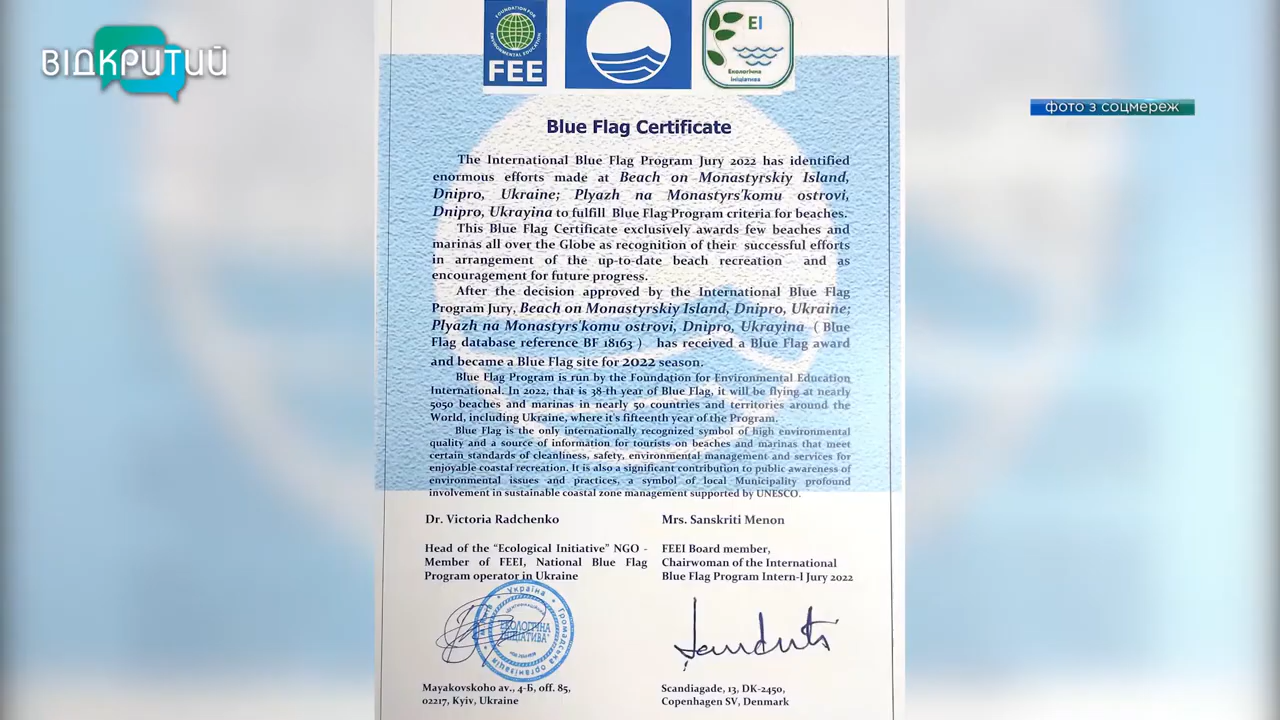 ВІДКРИТИЙ
фото з соцмереж
FOUNDATION FOR ENVIRONMENTAL EDUCATION
FEE
EI
Екологічна
ініціатива
Blue Flag Certificate
The International Blue Flag Program Jury 2022 has identified
enormous efforts made at Beach on Monastyrskiy Island,
Dnipro, Ukraine; Plyazh na Monastyrs'komu ostrovi,
Dnipro, Ukrayina to fulfill Blue Flag Program criteria for beaches.
This Blue Flag Certificate exclusively awards few beaches and
marinas all over the Globe as recognition of their successful efforts
in arrangement of the up-to-date beach recreation and as
encouragement for future progress.
After the decision approved by the International Blue Flag
Program Jury, Beach on Monastyrskiy Island, Dnipro, Ukraine;
Plyazh na Monastyrs'komu ostrovi, Dnipro, Ukrayina ( Blue
Flag database reference BF 18163 ) has received a Blue Flag award
and became a Blue Flag site for 2022 season.
Blue Flag Program is run by the Foundation for Environmental Education
International. In 2022, that is 38-th year of Blue Flag, it will be flying at nearly
5050 beaches and marinas in nearly 50 countries and territories around the
World, including Ukraine, where it's fifteenth year of the Program.
Blue Flag is the only internationally recognized symbol of high environmental
quality and a source of information for tourists on beaches and marinas that meet
certain standards of cleanliness, safety, environmental management and services for
enjoyable coastal recreation. It is also a significant contribution to public awareness of
environmental issues and practices, a symbol of local Municipality profound
involvement in sustainable coastal zone management supported by UNESCO.
Dr. Victoria Radchenko
Head of the “Ecological Initiative” NGO -
Member of FEEI, National Blue Flag
Program operator in Ukraine
Mrs. Sanskriti Menon
FEEI Board member,
Chairwoman of the International
Blue Flag Program Intern-l Jury 2022
Україна
Громадська організація
ЕКОЛОГІЧНА
ІНІЦІАТИВА"
Mayakovskoho av., 4-Б, off. 85,
02217, Kyiv, Ukraine
Scandiagade, 13, DK-2450,
Copenhagen SV, Denmark